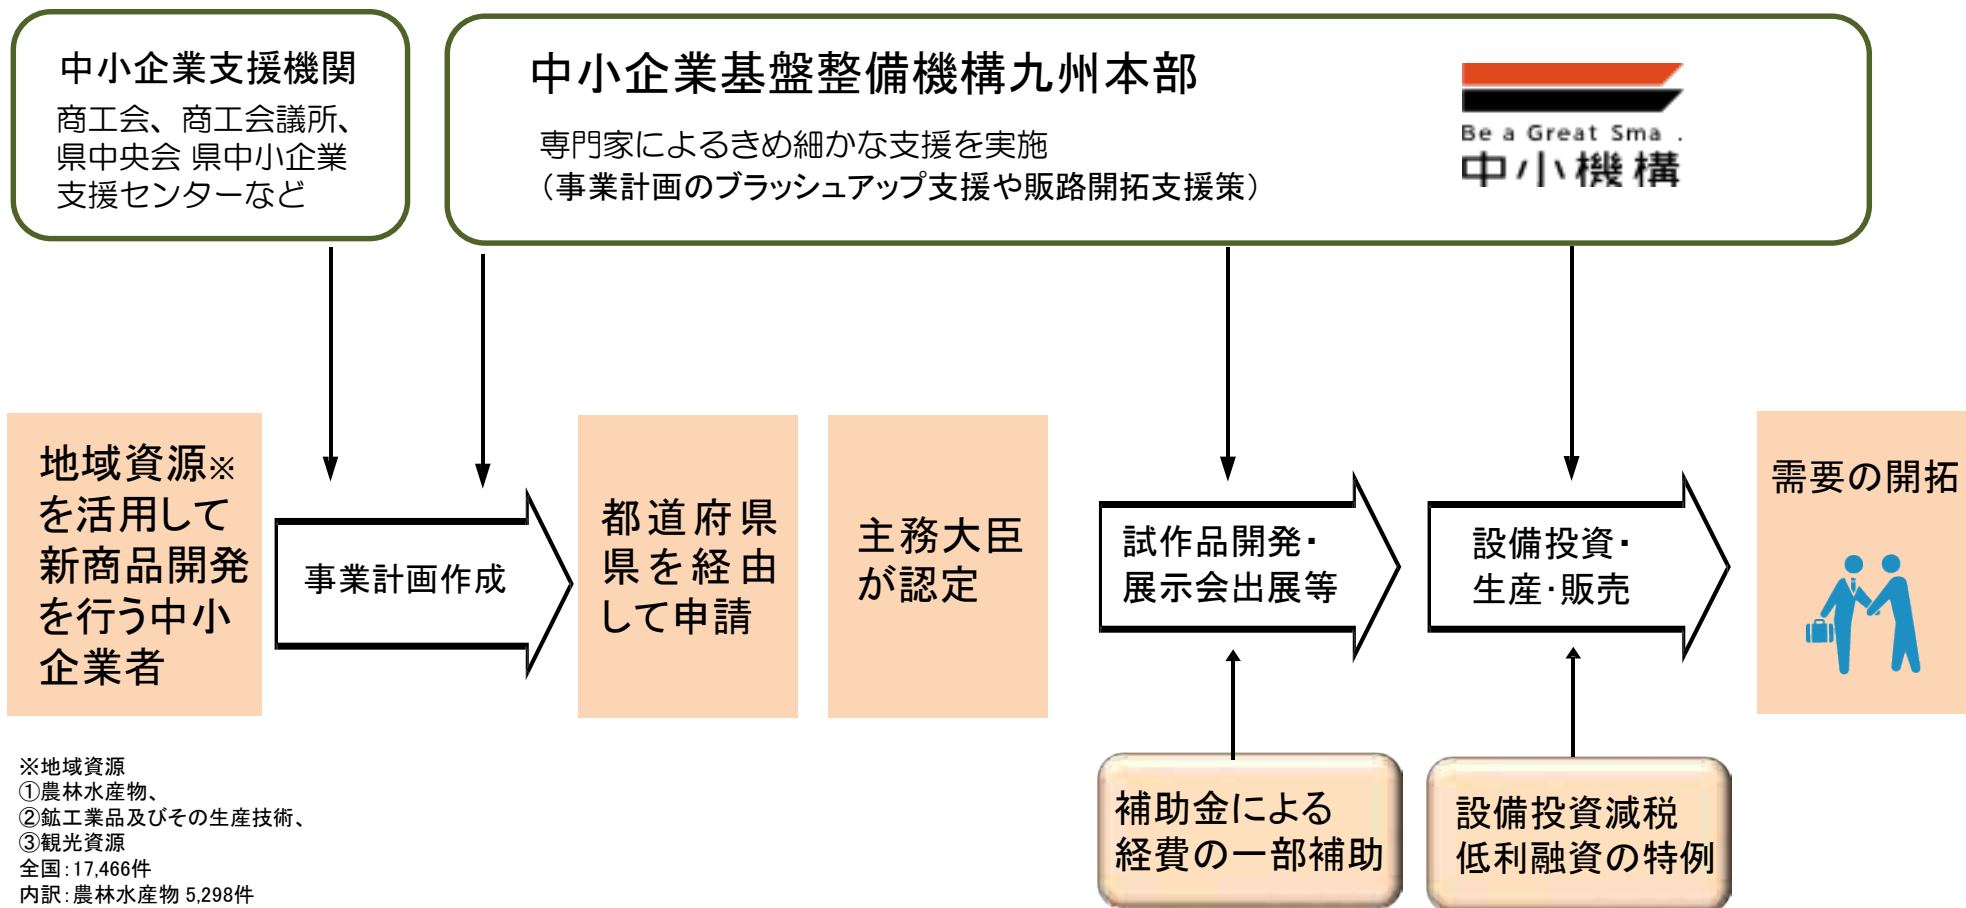 中小企業支援機関
商工会、商工会議所、
県中央会 県中小企業
支援センターなど
中小企業基盤整備機構九州本部
専門家によるきめ細かな支援を実施
（事業計画のブラッシュアップ支援や販路開拓支援策）
Be a Great Sma .
中小機構
地域資源※
を活用して
新商品開発
を行う中小
企業者
事業計画作成
都道府県
県を経由
して申請
主務大臣
が認定
試作品開発・
展示会出展等
設備投資・
生産・販売
需要の開拓
補助金による
経費の一部補助
設備投資減税
低利融資の特例
※地域資源
①農林水産物、
②鉱工業品及びその生産技術、
③観光資源
全国：17,466件
内訳：農林水産物 5,298件